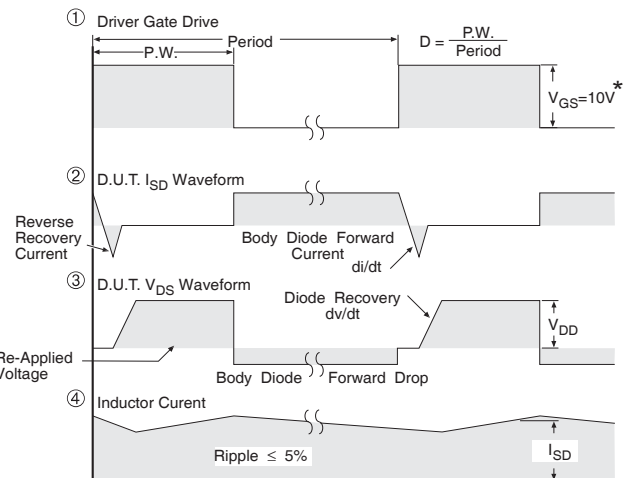 ① Driver Gate Drive
P.W.
Period
D = P.W.
Period
VGS=10V*
② D.U.T. ISD Waveform
Reverse
Recovery
Current
Body Diode Forward
Current
di/dt
③ D.U.T. VDS Waveform
Diode Recovery
dv/dt
VDD
Re-Applied
Voltage
Body Diode Forward Drop
④ Inductor Curent
Ripple ≤ 5%
ISD